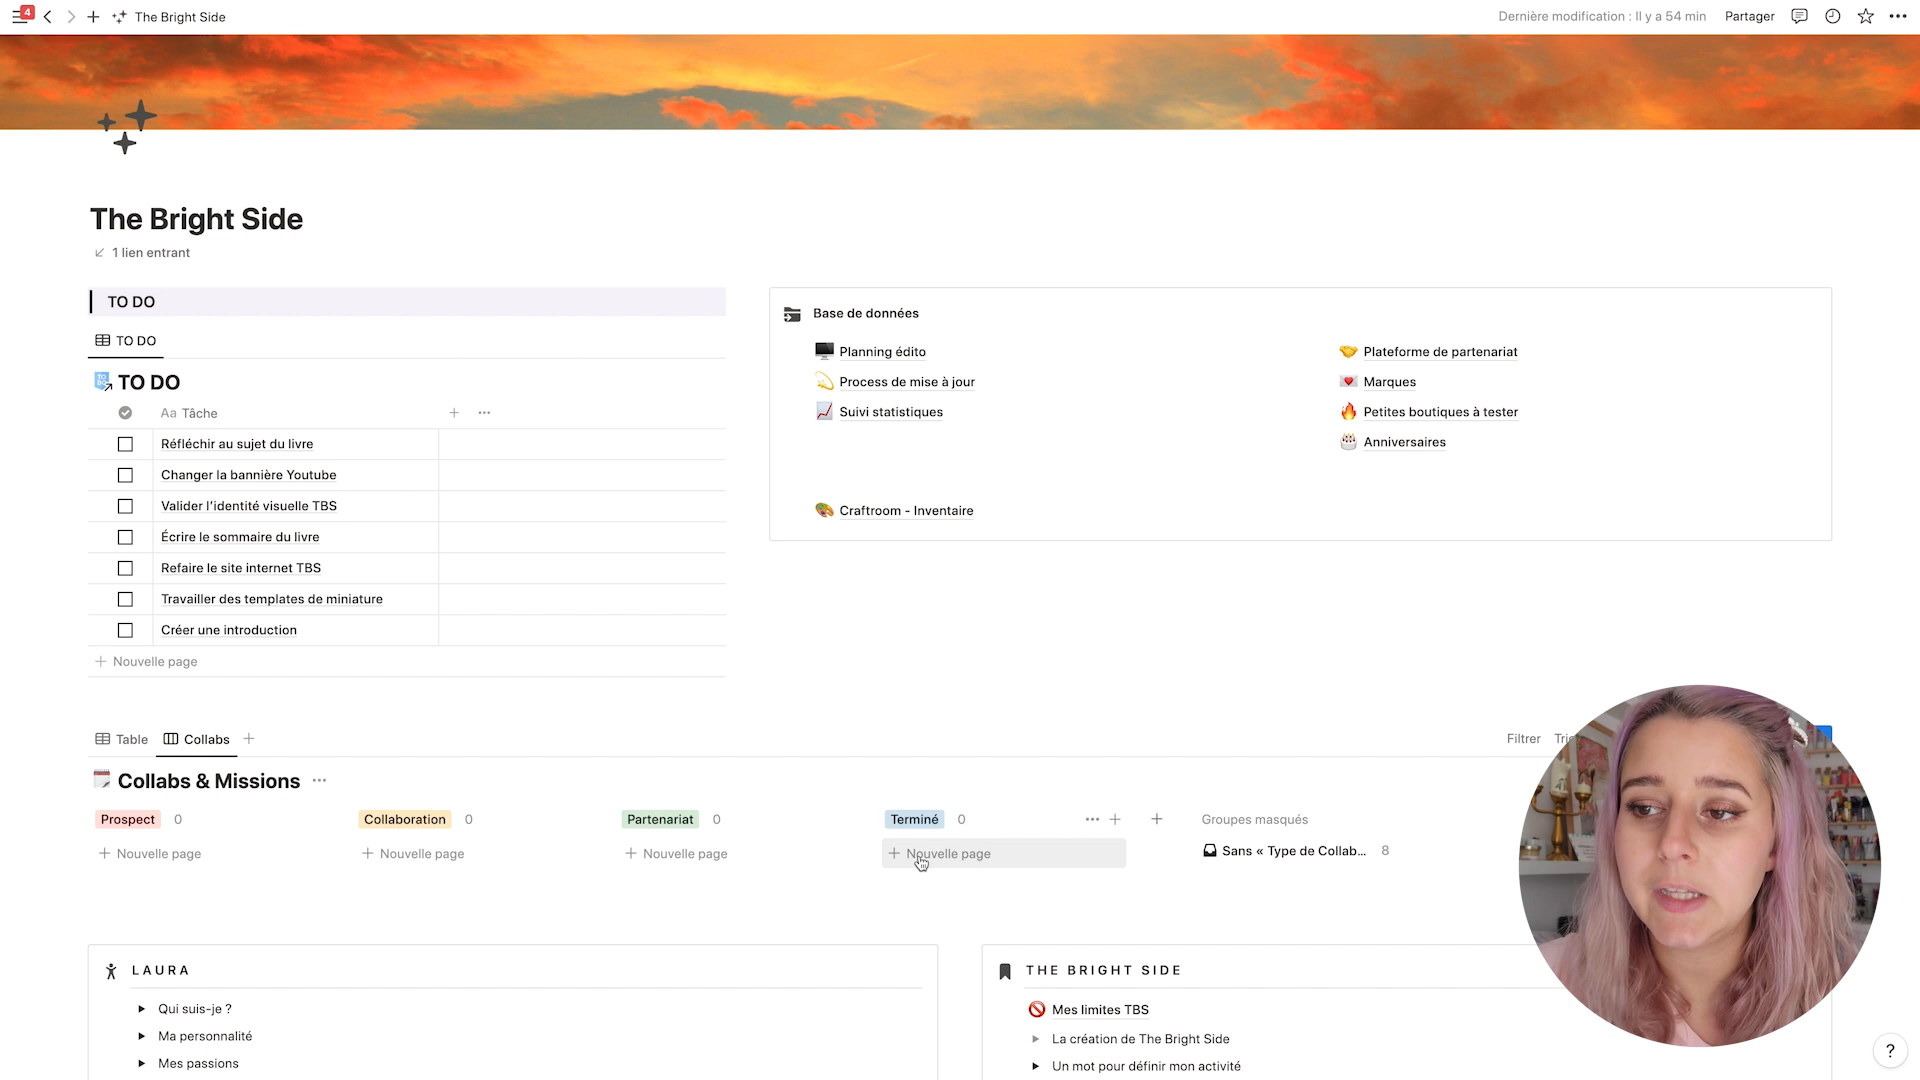 4
The Bright Side
Dernière modification : Il y a 54 min
Partager
The Bright Side
1 lien entrant
TO DO
TO DO
TO DO
Aa Tâche
Réfléchir au sujet du livre
Changer la bannière Youtube
Valider l'identité visuelle TBS
Écrire le sommaire du livre
Refaire le site internet TBS
Travailler des templates de miniature
Créer une introduction
Nouvelle page
Base de données
Planning édito
Process de mise à jour
Suivi statistiques
Craftroom - Inventaire
Plateforme de partenariat
Marques
Petites boutiques à tester
Anniversaires
Table
Collabs
Filtrer
Collabs & Missions
Prospect 0
Nouvelle page
Collaboration 0
Nouvelle page
Partenariat 0
Nouvelle page
Terminé 0
Nouvelle page
Groupes masqués
Sans « Type de Collab... 8
LAURA
Qui suis-je ?
Ma personnalité
Mes passions
THE BRIGHT SIDE
Mes limites TBS
La création de The Bright Side
Un mot pour définir mon activité
?